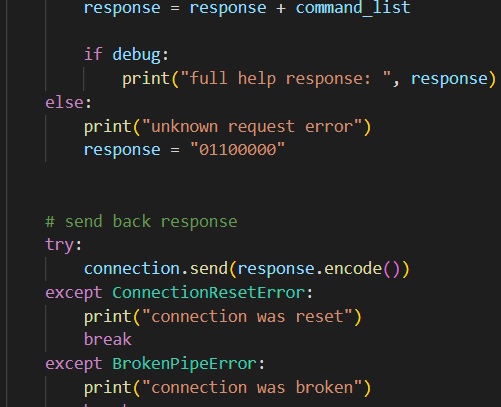 response = response + command_list
if debug:
print("full help response: ", response)
else:
print("unknown request error")
response = "01100000"
# send back response
try:
connection.send(response.encode())
except ConnectionResetError:
print("connection was reset")
break
except BrokenPipeError:
print("connection was broken")